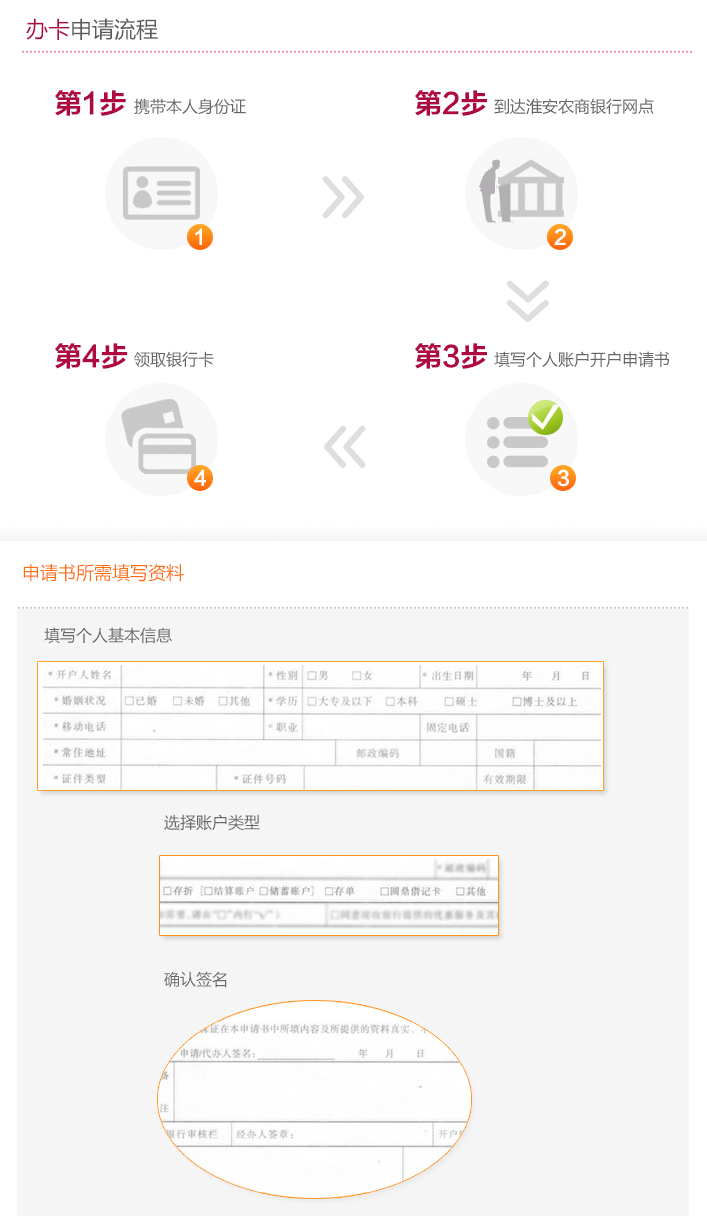 办卡申请流程
第1步 携带本人身份证
第2步 到达淮安农商银行网点
1
2
第4步 领取银行卡
第3步 填写个人账户开户申请书
4
3
申请书所需填写资料
填写个人基本信息
*开户人姓名 *性别 □男 □女 *出生日期 年 月 日
*婚姻状况 □已婚 □未婚 □其他 *学历 □大专及以下 □本科 □硕士 □博士及以上
*移动电话 *职业 固定电话
*常住地址 邮政编码 国籍
*证件类型 *证件号码 有效期限
选择账户类型
*邮政编码
□存折 [□结算账户 □储蓄账户] □存单 □圆鼎借记卡 □其他
需要,请在"□"内打"√") □同意接收银行提供的优惠服务及其
确认签名
保证在本申请书中所填内容及所提供的资料真实,
申请/代办人签名: 年 月 日
备
注
银行审核栏 经办人签章: 开户